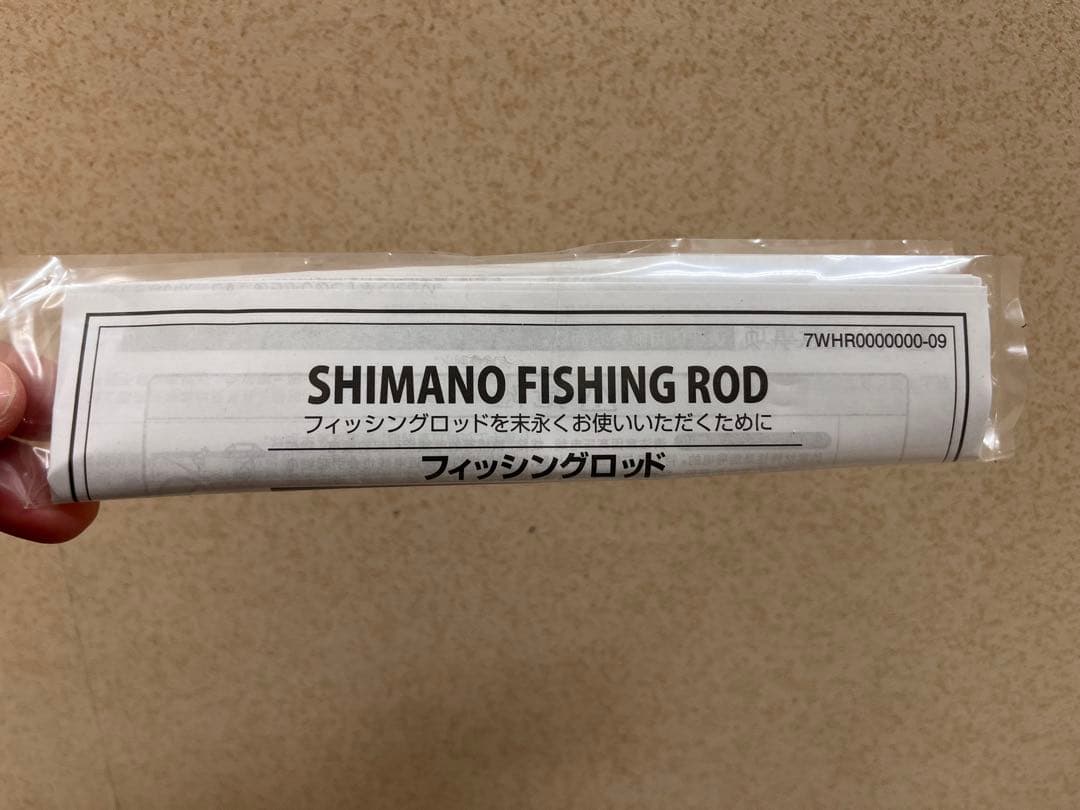 7WHR0000000-09
SHIMANO FISHING ROD
フィッシングロッドを末永くお使いいただくために
フィッシングロッド